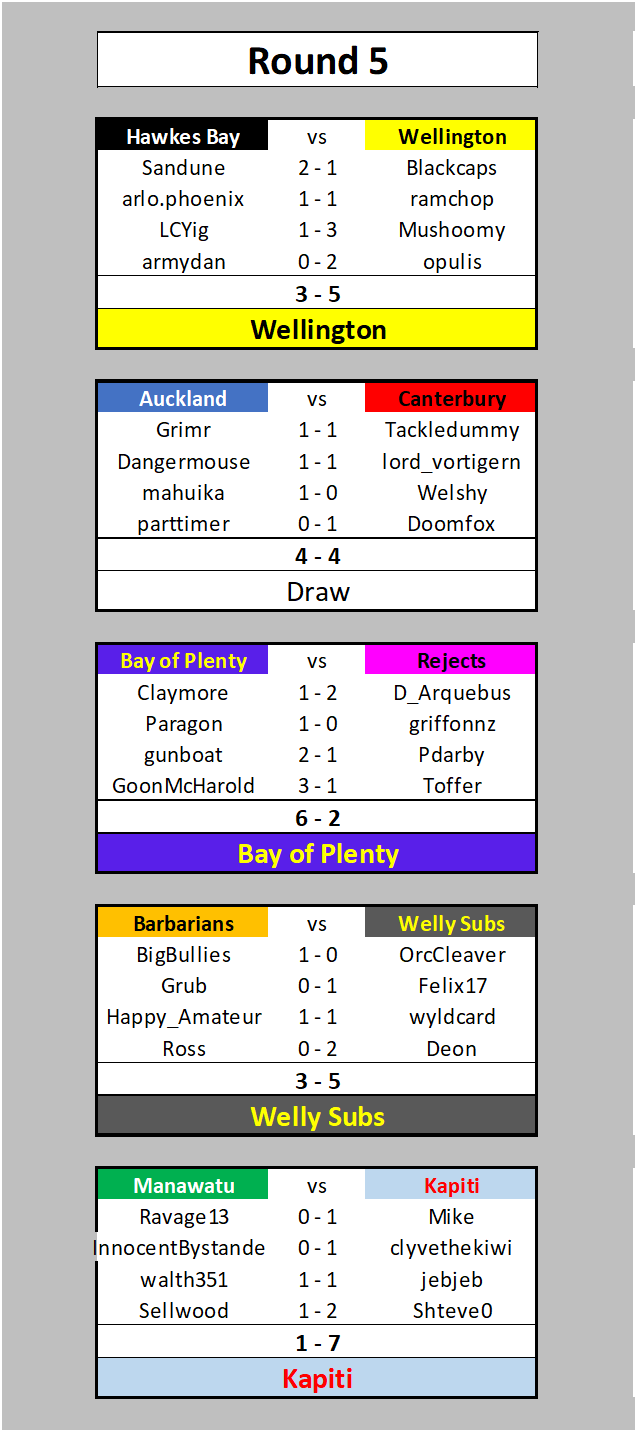 Round 5
Hawkes Bay vs Wellington
Sandune 2 - 1 Blackcaps
arlo.phoenix 1 - 1 ramchop
LCYig 1 - 3 Mushoomy
armydan 0 - 2 opulis
3 - 5
Wellington
Auckland vs Canterbury
Grimr 1 - 1 Tackledummy
Dangermouse 1 - 1 lord_vortigern
mahuika 1 - 0 Welshy
parttimer 0 - 1 Doomfox
4 - 4
Draw
Bay of Plenty vs Rejects
Claymore 1 - 2 D_Arquebus
Paragon 1 - 0 griffonnz
gunboat 2 - 1 Pdarby
GoonMcHarold 3 - 1 Toffer
6 - 2
Bay of Plenty
Barbarians vs Welly Subs
BigBullies 1 - 0 OrcCleaver
Grub 0 - 1 Felix17
Happy_Amateur 1 - 1 wyldcard
Ross 0 - 2 Deon
3 - 5
Welly Subs
Manawatu vs Kapiti
Ravage13 0 - 1 Mike
InnocentBystande 0 - 1 clyvethekiwi
walth351 1 - 1 jebjeb
Sellwood 1 - 2 Shteve0
1 - 7
Kapiti